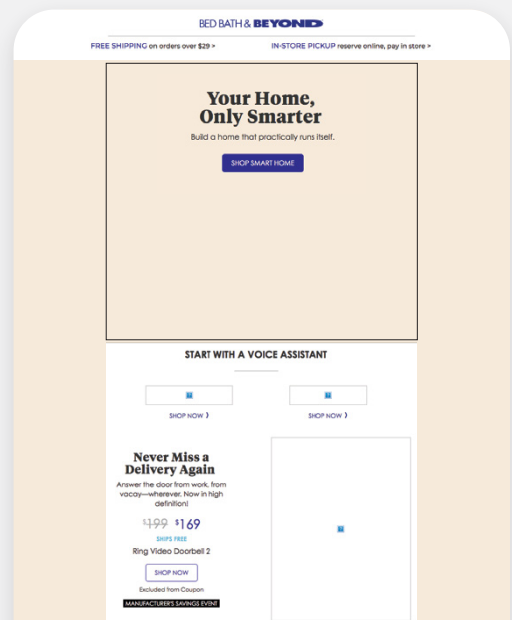 BED BATH & BEYOND
FREE SHIPPING on orders over $29 >
IN-STORE PICKUP reserve online, pay in store >
Your Home,
Only Smarter
Build a home that practically runs itself.
SHOP SMART HOME
START WITH A VOICE ASSISTANT
SHOP NOW ⟩
SHOP NOW ⟩
Never Miss a
Delivery Again
Answer the door from work, from
vacay—wherever. Now in high
definition!
$199 $169
SHIPS FREE
Ring Video Doorbell 2
SHOP NOW
Excluded from Coupon
MANUFACTURER'S SAVINGS EVENT